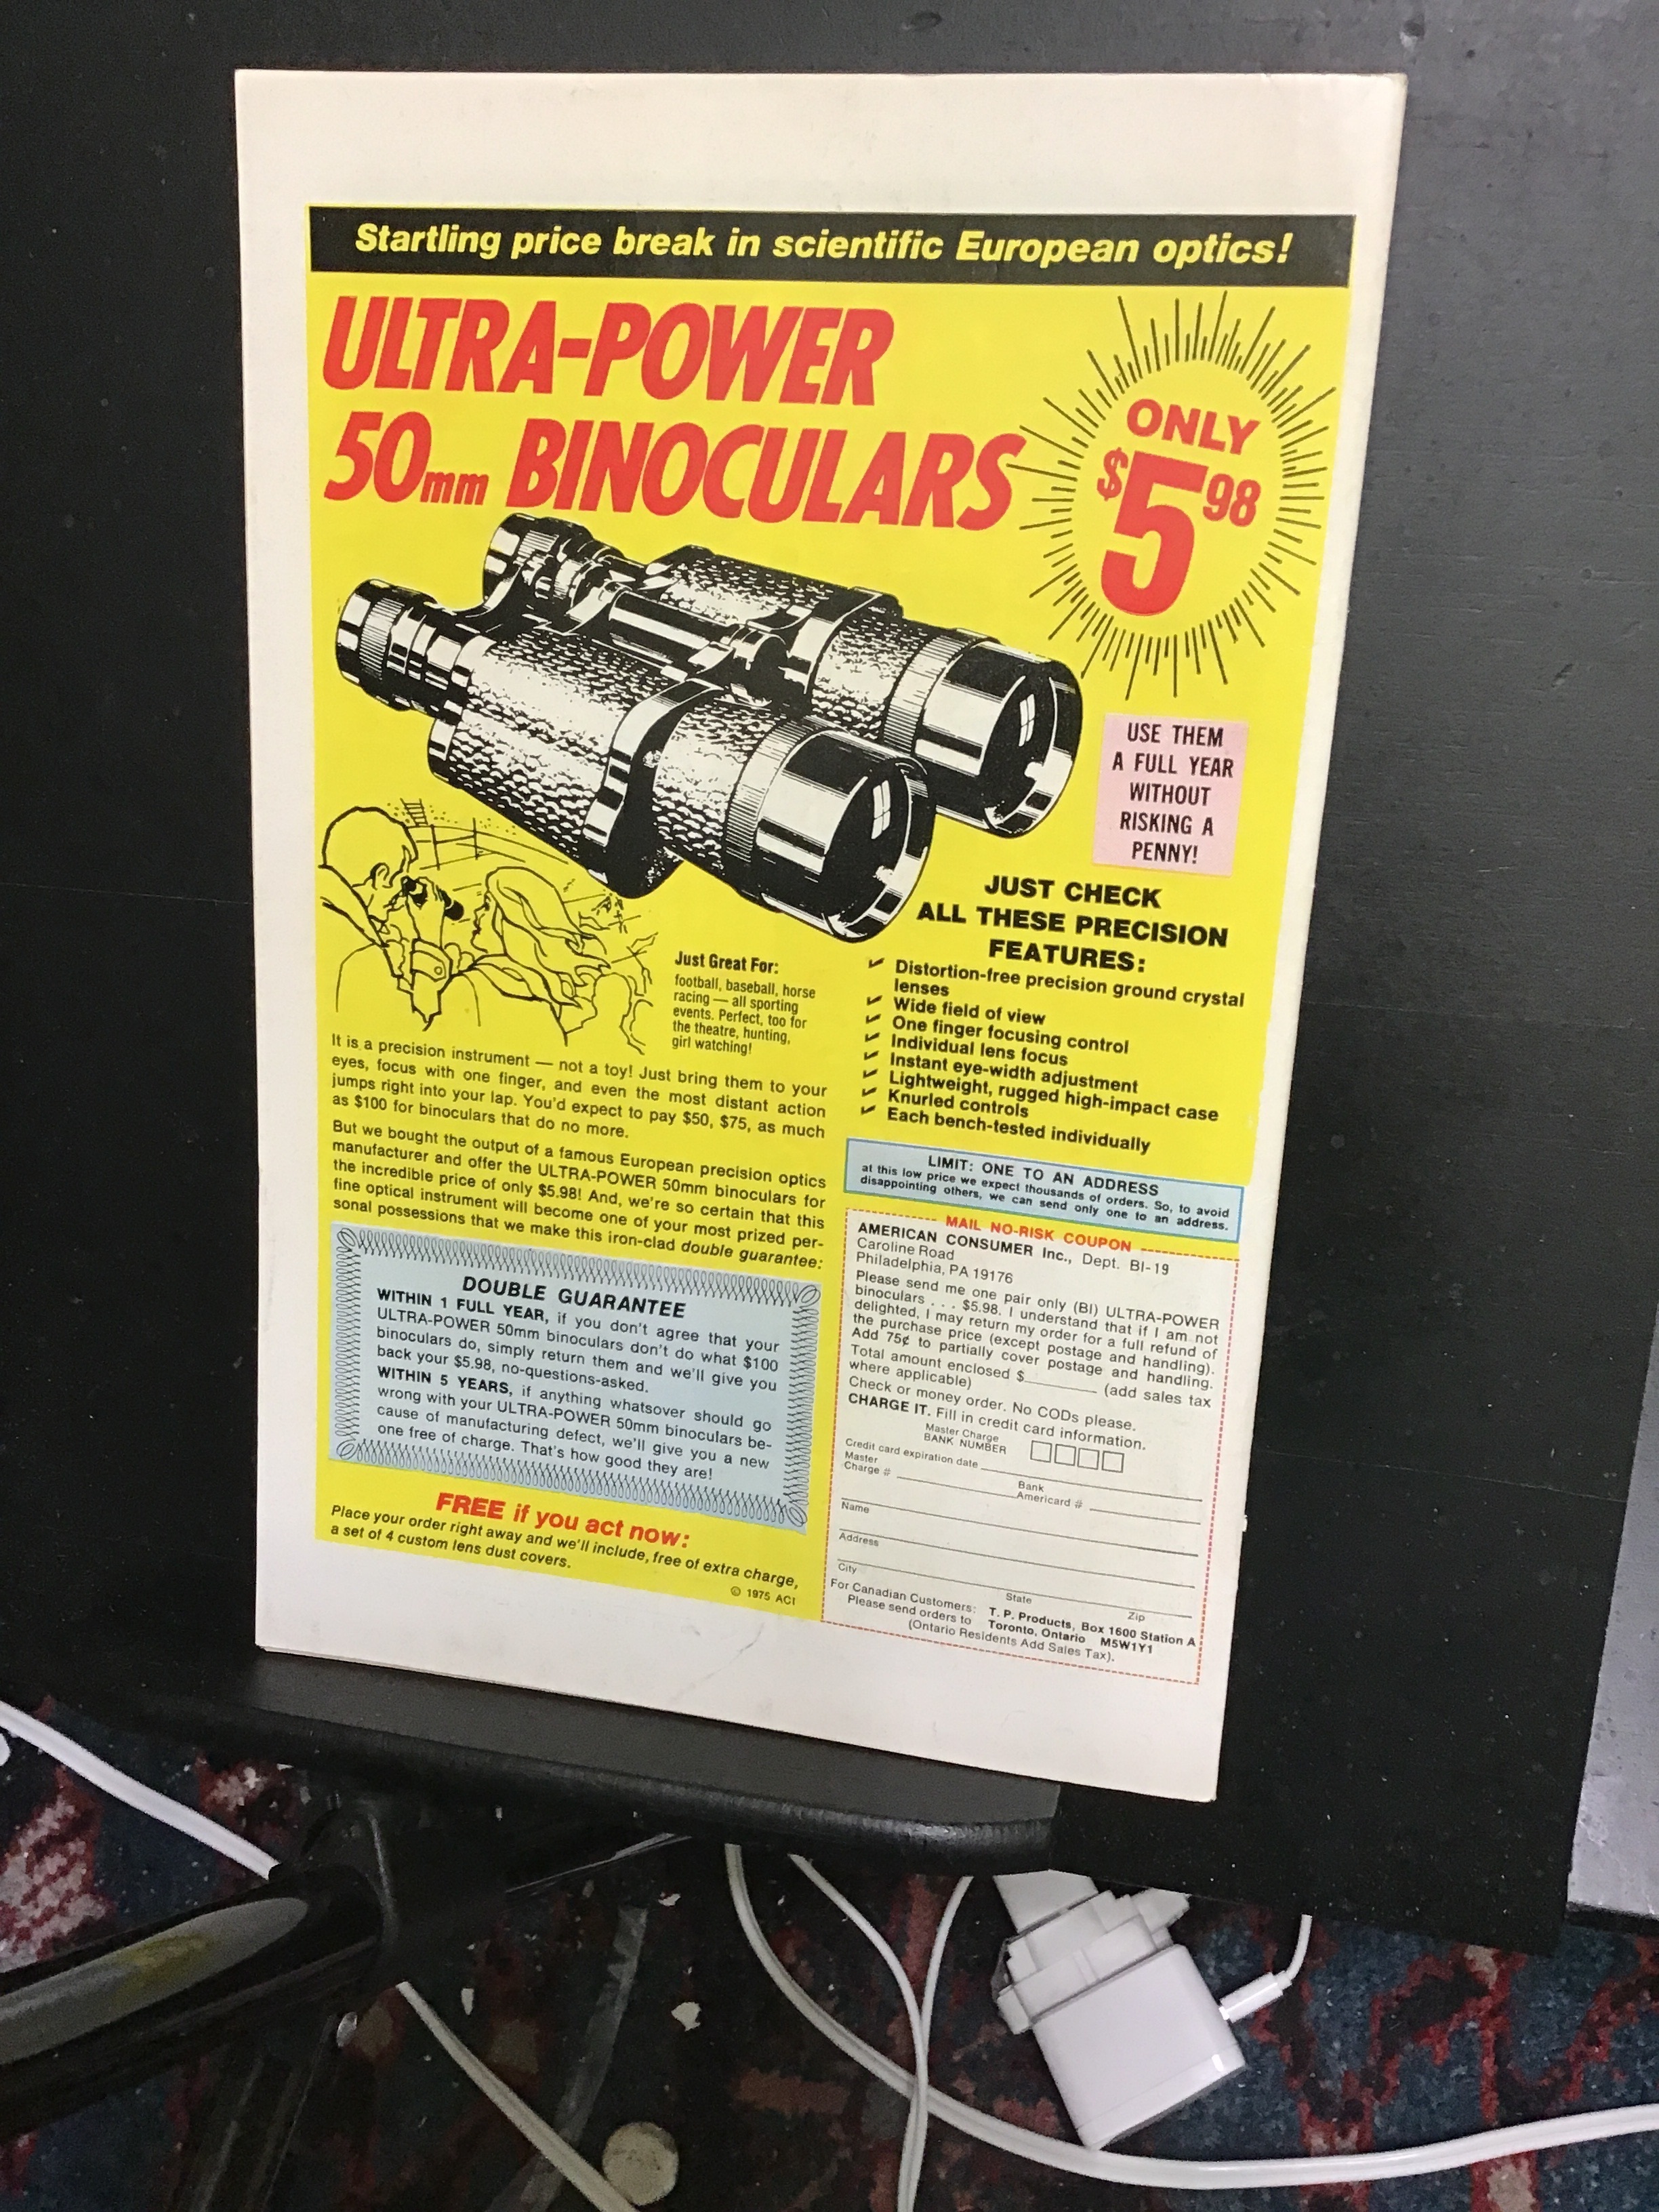 Startling price break in scientific European optics!
ULTRA-POWER
50mm BINOCULARS
ONLY
$5 98
USE THEM
A FULL YEAR
WITHOUT
RISKING A
PENNY!
JUST CHECK
ALL THESE PRECISION
FEATURES:
Distortion-free precision ground crystal
lenses
Wide field of view
One finger focusing control
Individual lens focus
Instant eye-width adjustment
Lightweight, rugged high-impact case
Knurled controls
Each bench-tested individually
Just Great For:
football, baseball, horse
racing — all sporting
events. Perfect, too for
the theatre, hunting,
girl watching!
It is a precision instrument — not a toy! Just bring them to your
eyes, focus with one finger, and even the most distant action
jumps right into your lap. You'd expect to pay $50, $75, as much
as $100 for binoculars that do no more.
But we bought the output of a famous European precision optics
manufacturer and offer the ULTRA-POWER 50mm binoculars for
the incredible price of only $5.98! And, we're so certain that this
fine optical instrument will become one of your most prized per-
sonal possessions that we make this iron-clad double guarantee:
DOUBLE GUARANTEE
WITHIN 1 FULL YEAR, if you don't agree that your
ULTRA-POWER 50mm binoculars don't do what $100
binoculars do, simply return them and we'll give you
back your $5.98, no-questions-asked.
WITHIN 5 YEARS, if anything whatsoever should go
wrong with your ULTRA-POWER 50mm binoculars be-
cause of manufacturing defect, we'll give you a new
one free of charge. That's how good they are!
FREE if you act now:
Place your order right away and we'll include, free of extra charge,
a set of 4 custom lens dust covers.
© 1975 ACI
LIMIT: ONE TO AN ADDRESS
at this low price we expect thousands of orders. So, to avoid
disappointing others, we can send only one to an address.
MAIL NO-RISK COUPON
AMERICAN CONSUMER Inc., Dept. BI-19
Caroline Road
Philadelphia, PA 19176
Please send me one pair only (BI) ULTRA-POWER
binoculars . . . $5.98. I understand that if I am not
delighted, I may return my order for a full refund of
the purchase price (except postage and handling).
Add 75¢ to partially cover postage and handling.
Total amount enclosed $ (add sales tax
where applicable)
Check or money order. No CODs please.
CHARGE IT. Fill in credit card information.
Master Charge
BANK NUMBER
Credit card expiration date
Master
Charge #
Bank
Americard #
Name
Address
City State Zip
For Canadian Customers: T. P. Products, Box 1600 Station A
Please send orders to Toronto, Ontario M5W1Y1
(Ontario Residents Add Sales Tax).